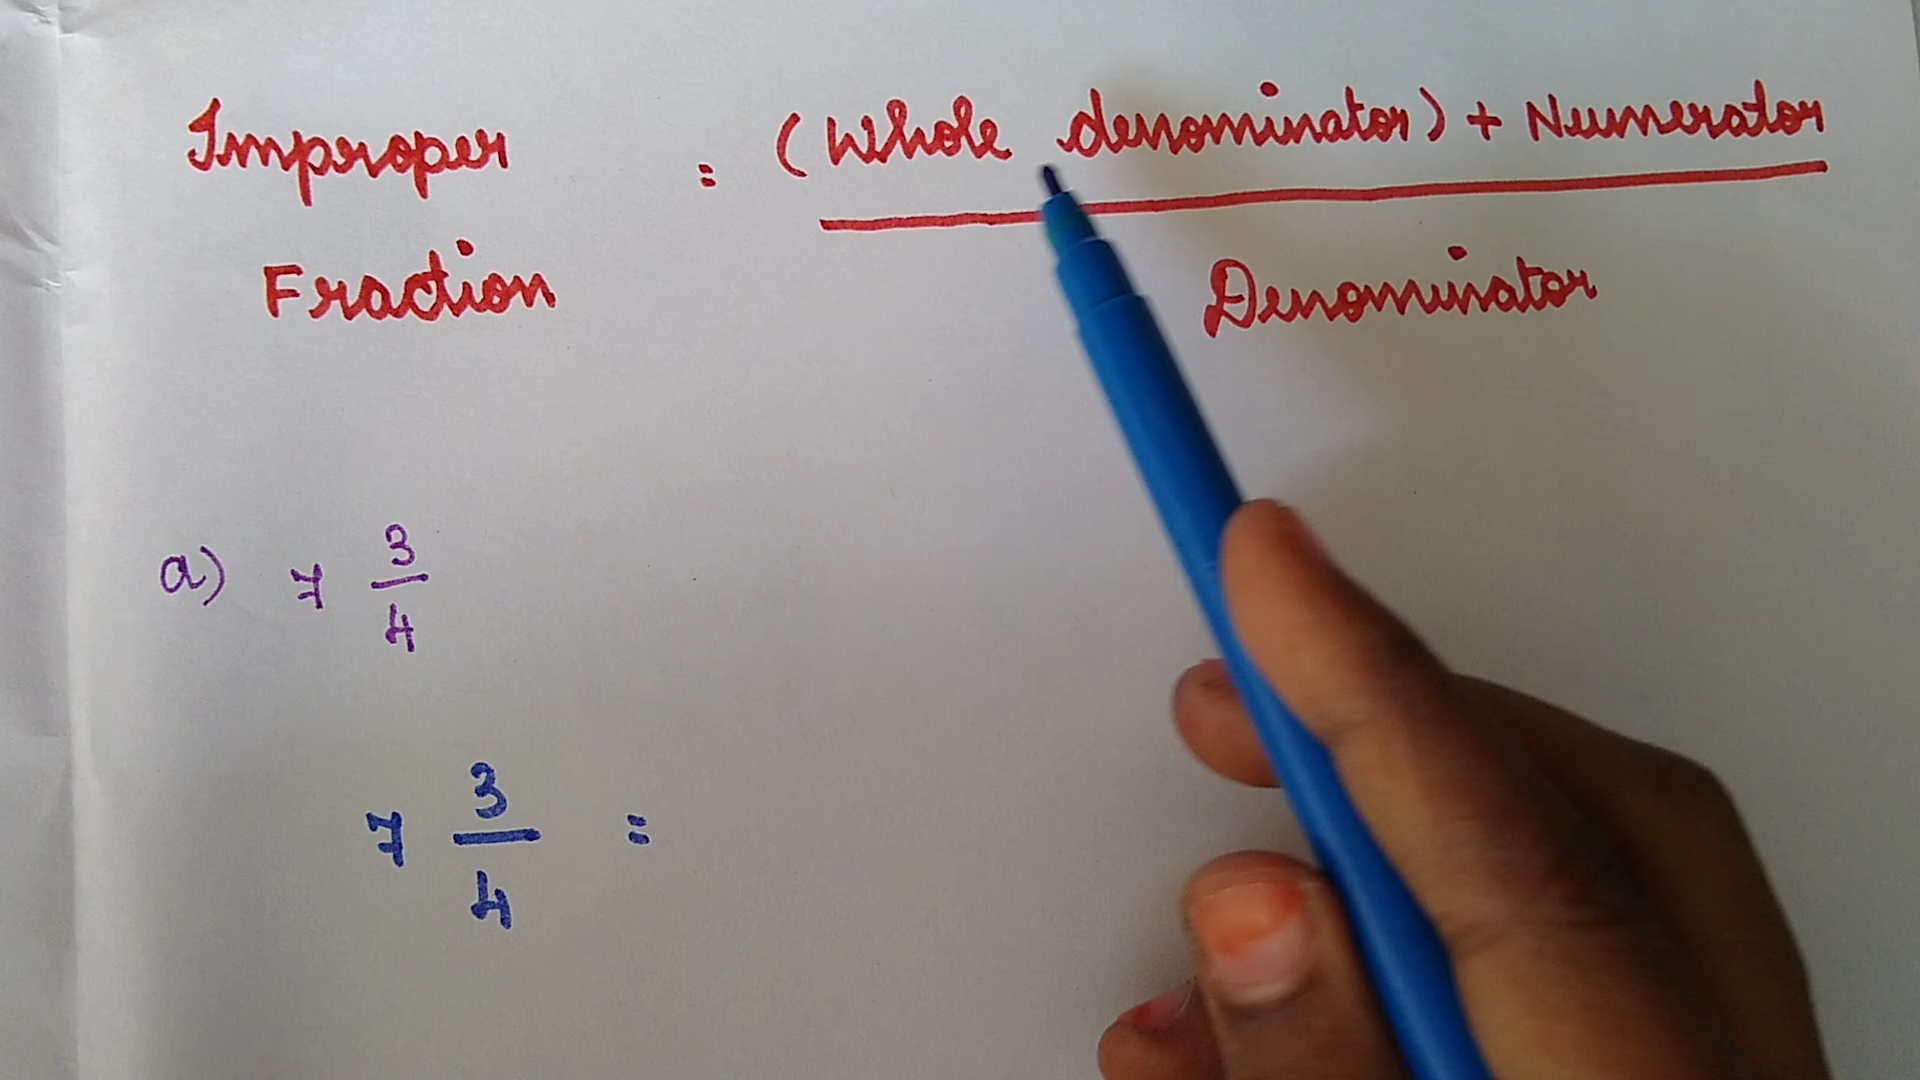 Improper = (Whole . denominator) + Numerator
Fraction Denominator
a) 7 3/4
7 3/4 =